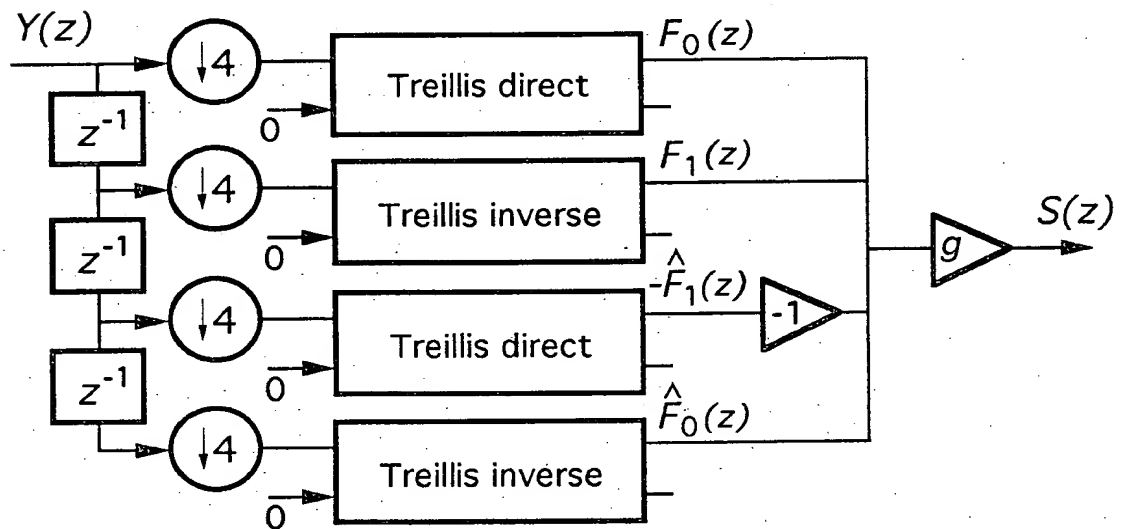 Y(z)
↓4
Treillis direct
F₀(z)
0
z⁻¹
↓4
Treillis inverse
F₁(z)
0
z⁻¹
↓4
Treillis direct
-F̂₁(z)
-1
0
z⁻¹
↓4
Treillis inverse
F̂₀(z)
0
g
S(z)